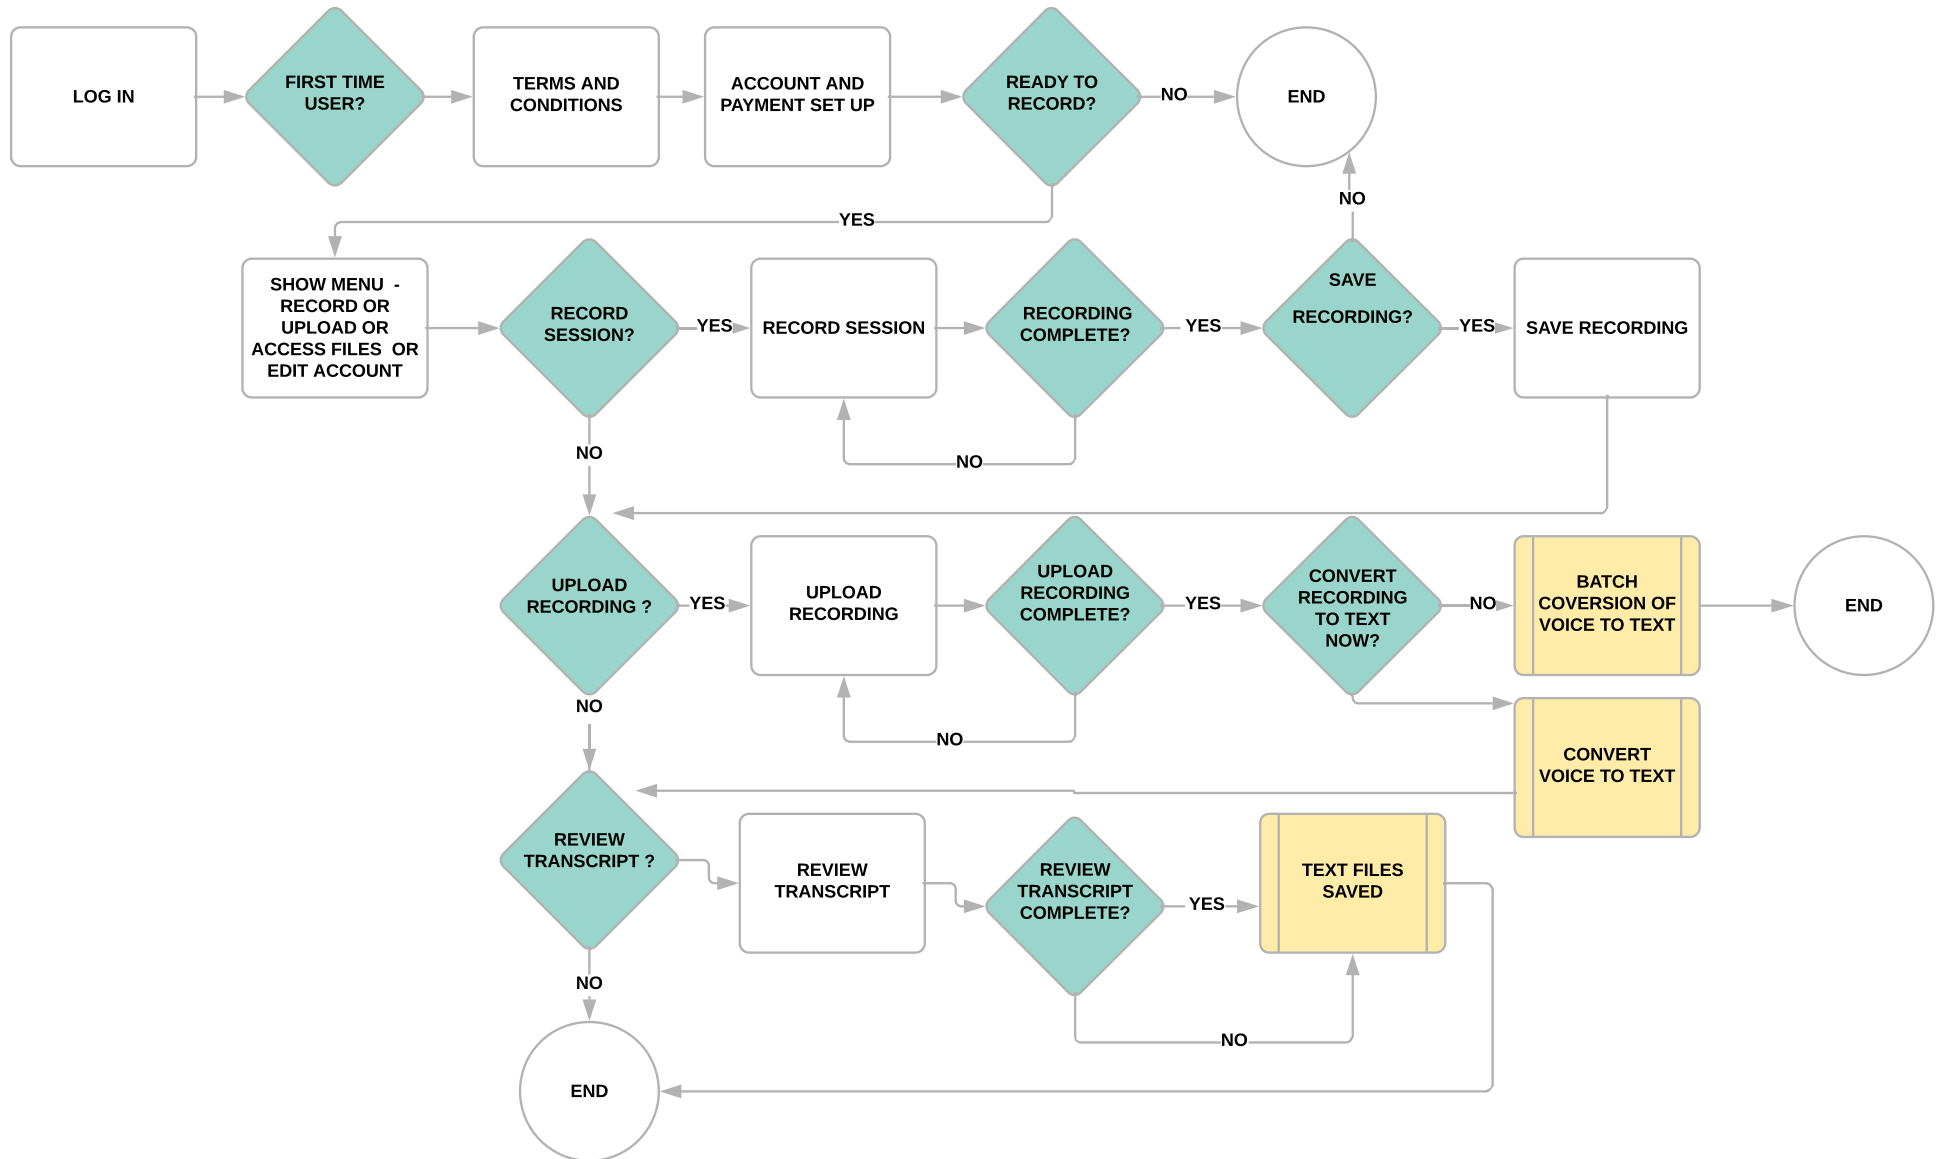 LOG IN
FIRST TIME
USER?
TERMS AND
CONDITIONS
ACCOUNT AND
PAYMENT SET UP
READY TO
RECORD?
NO
END
NO
YES
SHOW MENU  -
RECORD OR
UPLOAD OR
ACCESS FILES  OR
EDIT ACCOUNT
RECORD
SESSION?
YES
RECORD SESSION
RECORDING
COMPLETE?
YES
SAVE
RECORDING?
YES
SAVE RECORDING
NO
NO
UPLOAD
RECORDING ?
YES
UPLOAD
RECORDING
UPLOAD
RECORDING
COMPLETE?
YES
CONVERT
RECORDING
TO TEXT
NOW?
NO
BATCH
COVERSION OF
VOICE TO TEXT
END
NO
NO
CONVERT
VOICE TO TEXT
REVIEW
TRANSCRIPT ?
REVIEW
TRANSCRIPT
REVIEW
TRANSCRIPT
COMPLETE?
YES
TEXT FILES
SAVED
NO
NO
END